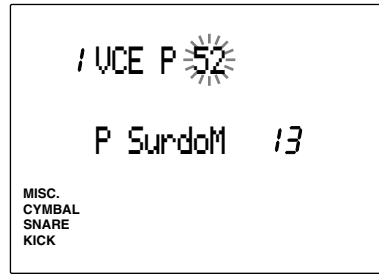 1 VCE P 52
P SurdoM 13
MISC.
CYMBAL
SNARE
KICK